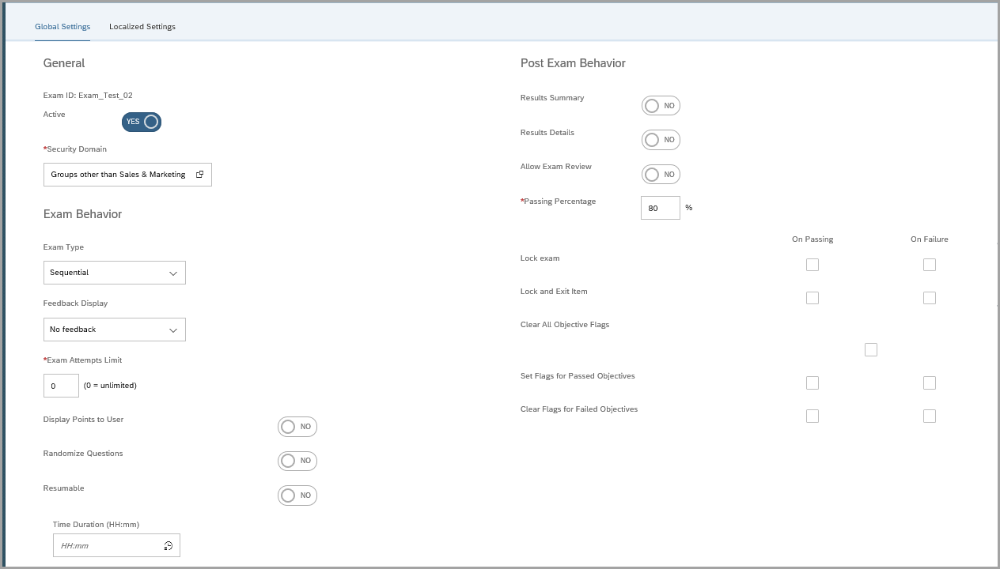 Global Settings Localized Settings
General
Exam ID: Exam_Test_02
Active YES
*Security Domain
Groups other than Sales & Marketing
Exam Behavior
Exam Type
Sequential
Feedback Display
No feedback
*Exam Attempts Limit
0 (0 = unlimited)
Display Points to User NO
Randomize Questions NO
Resumable NO
Time Duration (HH:mm)
HH:mm
Post Exam Behavior
Results Summary NO
Results Details NO
Allow Exam Review NO
*Passing Percentage 80 %
On Passing On Failure
Lock exam
Lock and Exit Item
Clear All Objective Flags
Set Flags for Passed Objectives
Clear Flags for Failed Objectives